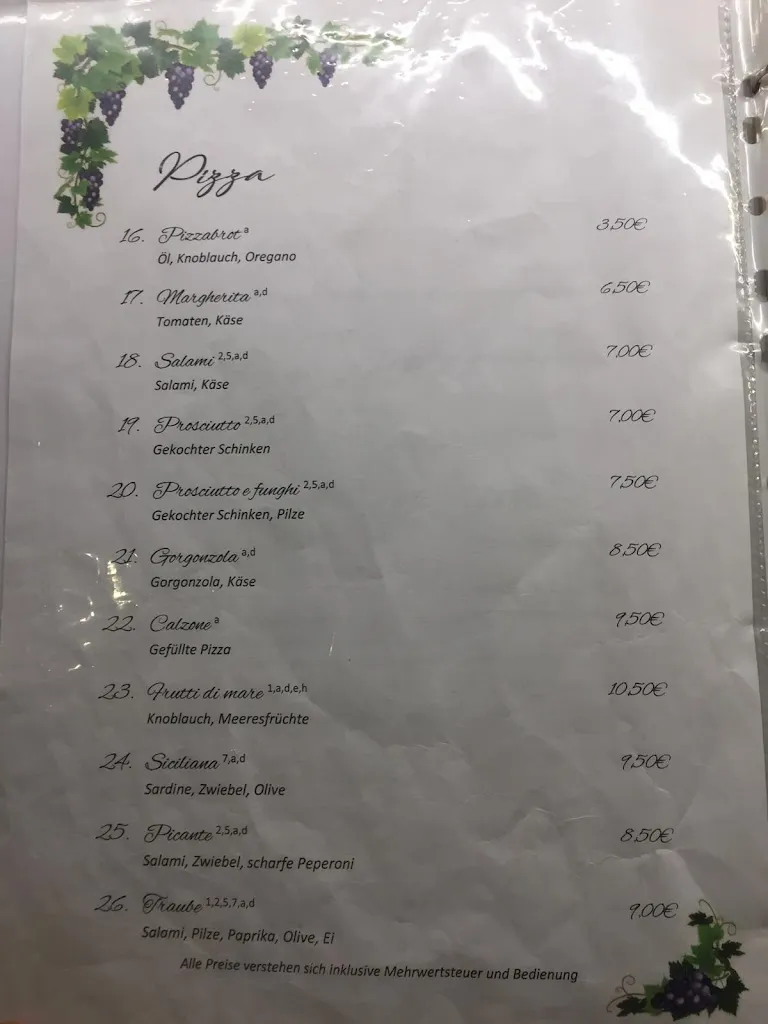 Pizza
16. Pizzabrot a 3,50€
Öl, Knoblauch, Oregano
17. Margherita a,d 6,50€
Tomaten, Käse
18. Salami 2,5,a,d 7,00€
Salami, Käse
19. Prosciutto 2,5,a,d 7,00€
Gekochter Schinken
20. Prosciutto e funghi 2,5,a,d 7,50€
Gekochter Schinken, Pilze
21. Gorgonzola a,d 8,50€
Gorgonzola, Käse
22. Calzone a 9,50€
Gefüllte Pizza
23. Frutti di mare 1,a,d,e,h 10,50€
Knoblauch, Meeresfrüchte
24. Siciliana 7,a,d 9,50€
Sardine, Zwiebel, Olive
25. Picante 2,5,a,d 8,50€
Salami, Zwiebel, scharfe Peperoni
26. Traube 1,2,5,7,a,d 9,00€
Salami, Pilze, Paprika, Olive, Ei
Alle Preise verstehen sich inklusive Mehrwertsteuer und Bedienung